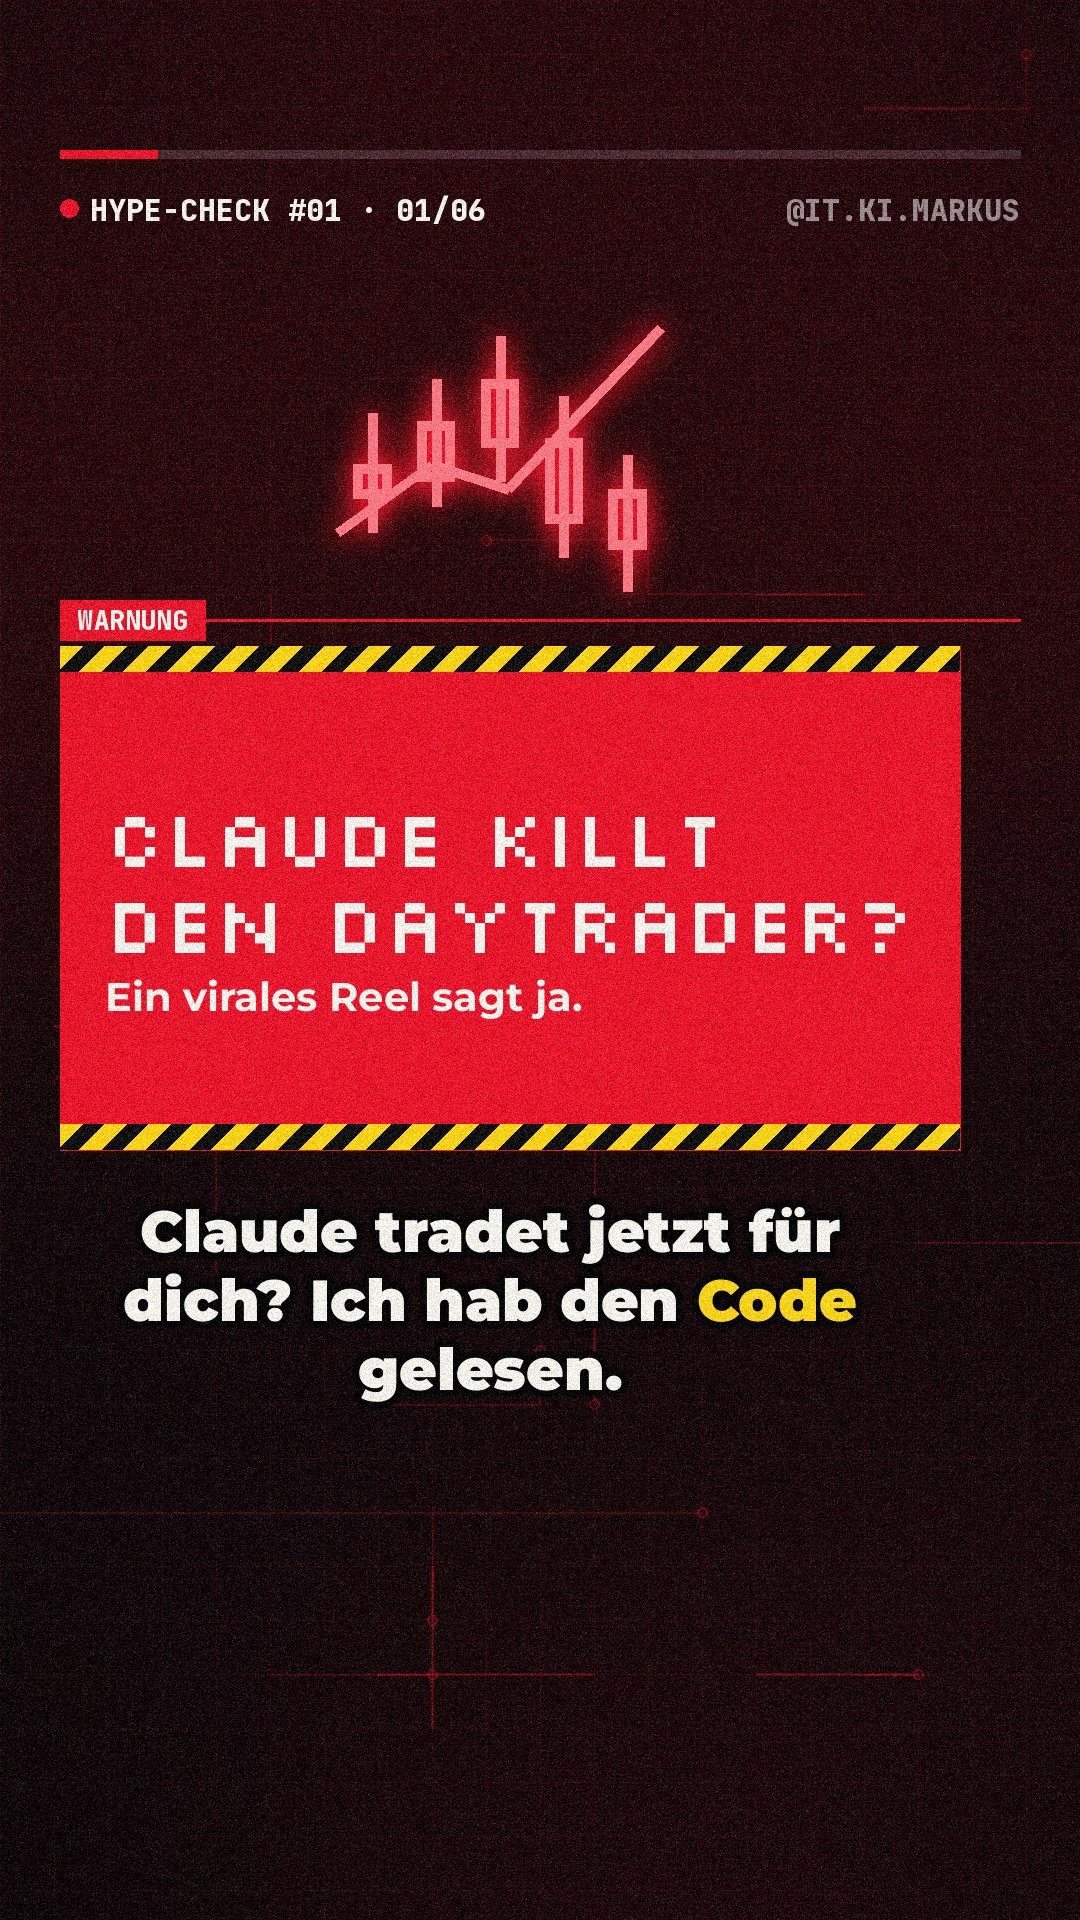 HYPE-CHECK #01 · 01/06
@IT.KI.MARKUS
WARNUNG
CLAUDE KILLT
DEN DAYTRADER?
Ein virales Reel sagt ja.
Claude tradet jetzt für
dich? Ich hab den Code
gelesen.